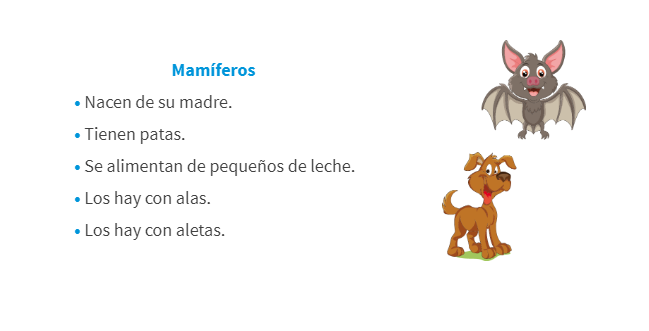 Mamíferos
• Nacen de su madre.
• Tienen patas.
• Se alimentan de pequeños de leche.
• Los hay con alas.
• Los hay con aletas.